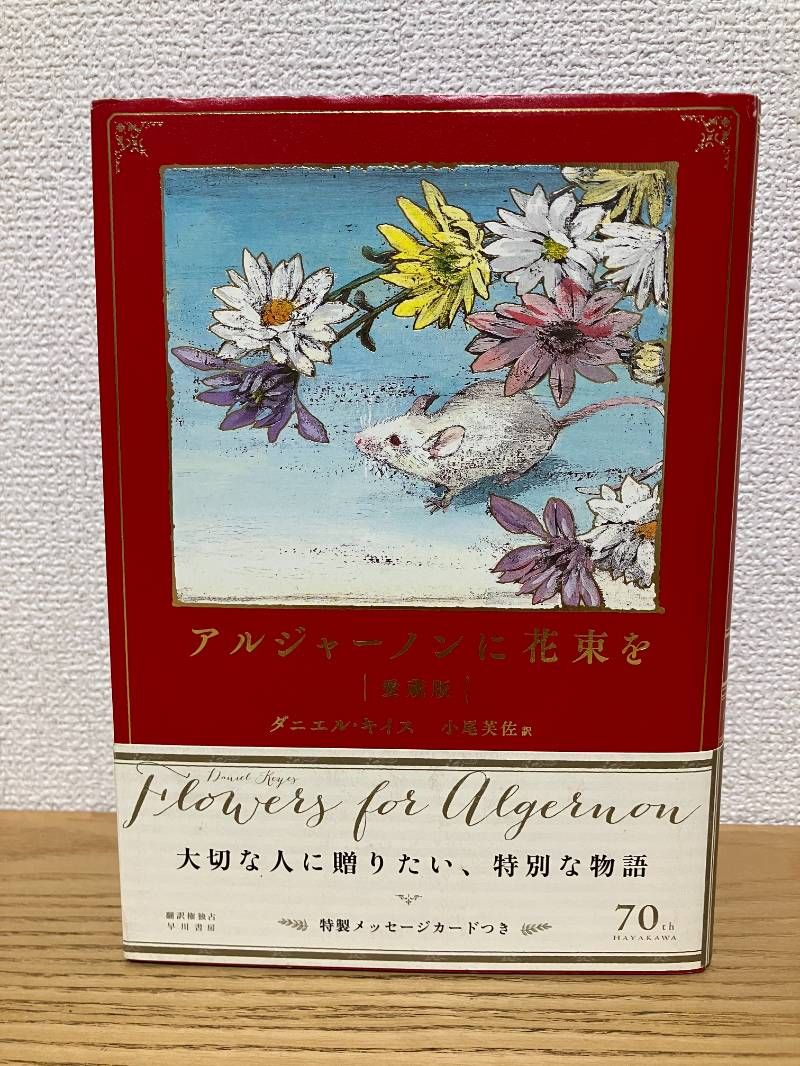 アルジャーノンに花束を
愛蔵版
ダニエル・キイス 小尾芙佐訳
Daniel Keyes
Flowers for Algernon
大切な人に贈りたい、特別な物語
特製メッセージカードつき
翻訳権独占
早川書房
70th
HAYAKAWA